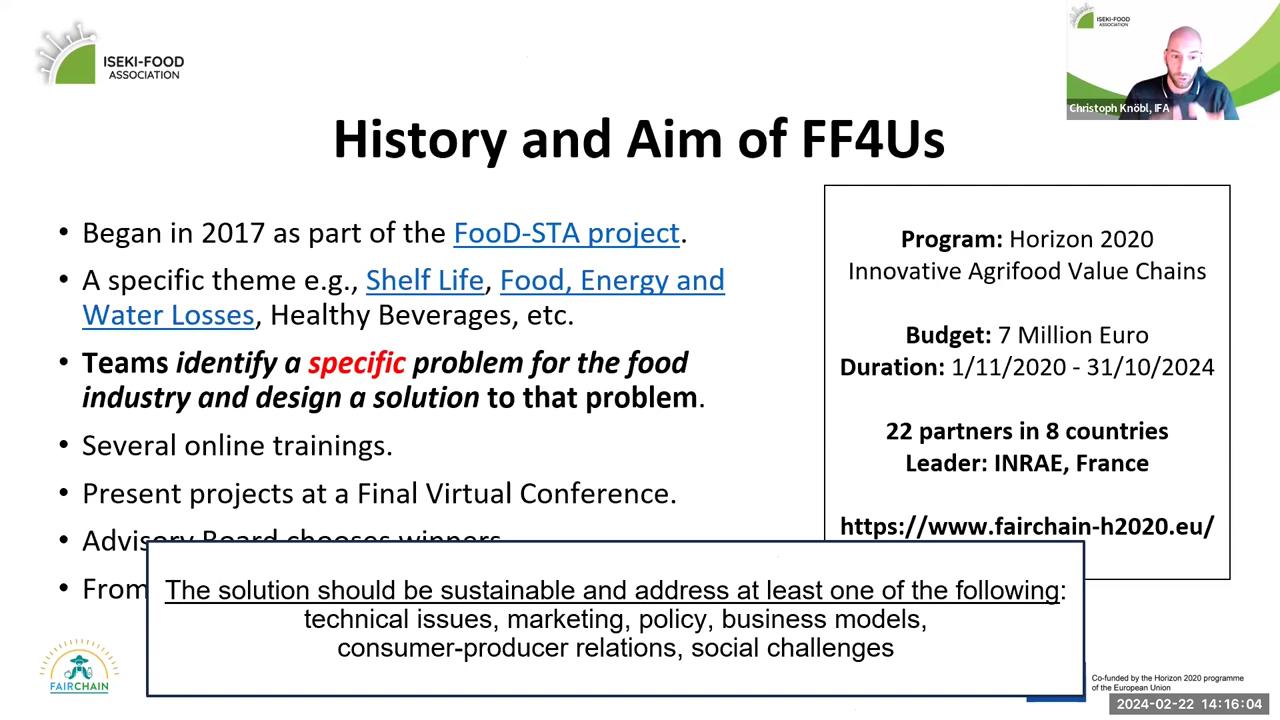 ISEKI-FOOD
ASSOCIATION
ISEKI-FOOD
ASSOCIATION
Christoph Knöbl, IFA
History and Aim of FF4Us
• Began in 2017 as part of the FooD-STA project.
• A specific theme e.g., Shelf Life, Food, Energy and
Water Losses, Healthy Beverages, etc.
• Teams identify a specific problem for the food
industry and design a solution to that problem.
• Several online trainings.
• Present projects at a Final Virtual Conference.
• Advisory Board chooses winners
• From
Program: Horizon 2020
Innovative Agrifood Value Chains
Budget: 7 Million Euro
Duration: 1/11/2020 - 31/10/2024
22 partners in 8 countries
Leader: INRAE, France
https://www.fairchain-h2020.eu/
The solution should be sustainable and address at least one of the following:
technical issues, marketing, policy, business models,
consumer-producer relations, social challenges
FAIRCHAIN
Co-funded by the Horizon 2020 programme
of the European Union
2024-02-22 14:16:04